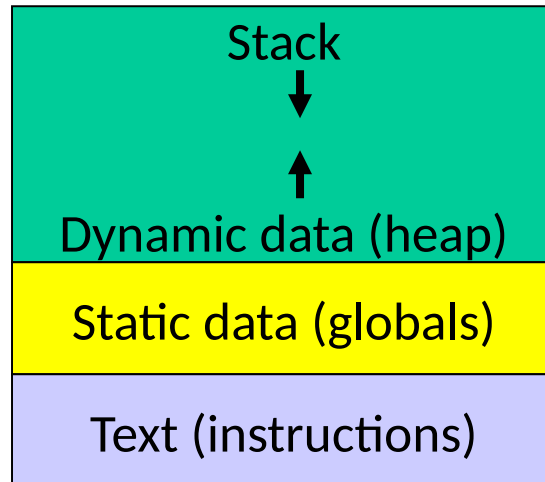 Stack
Dynamic data (heap)
Static data (globals)
Text (instructions)